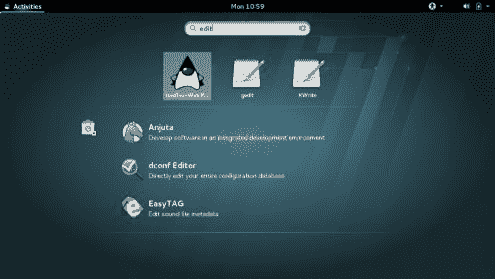 Activities
Mon 10:59
edit
gedit
KWrite
Anjuta
Develop software in an integrated development environment
dconf Editor
Directly edit your entire configuration database
EasyTAG
Edit sound file metadata